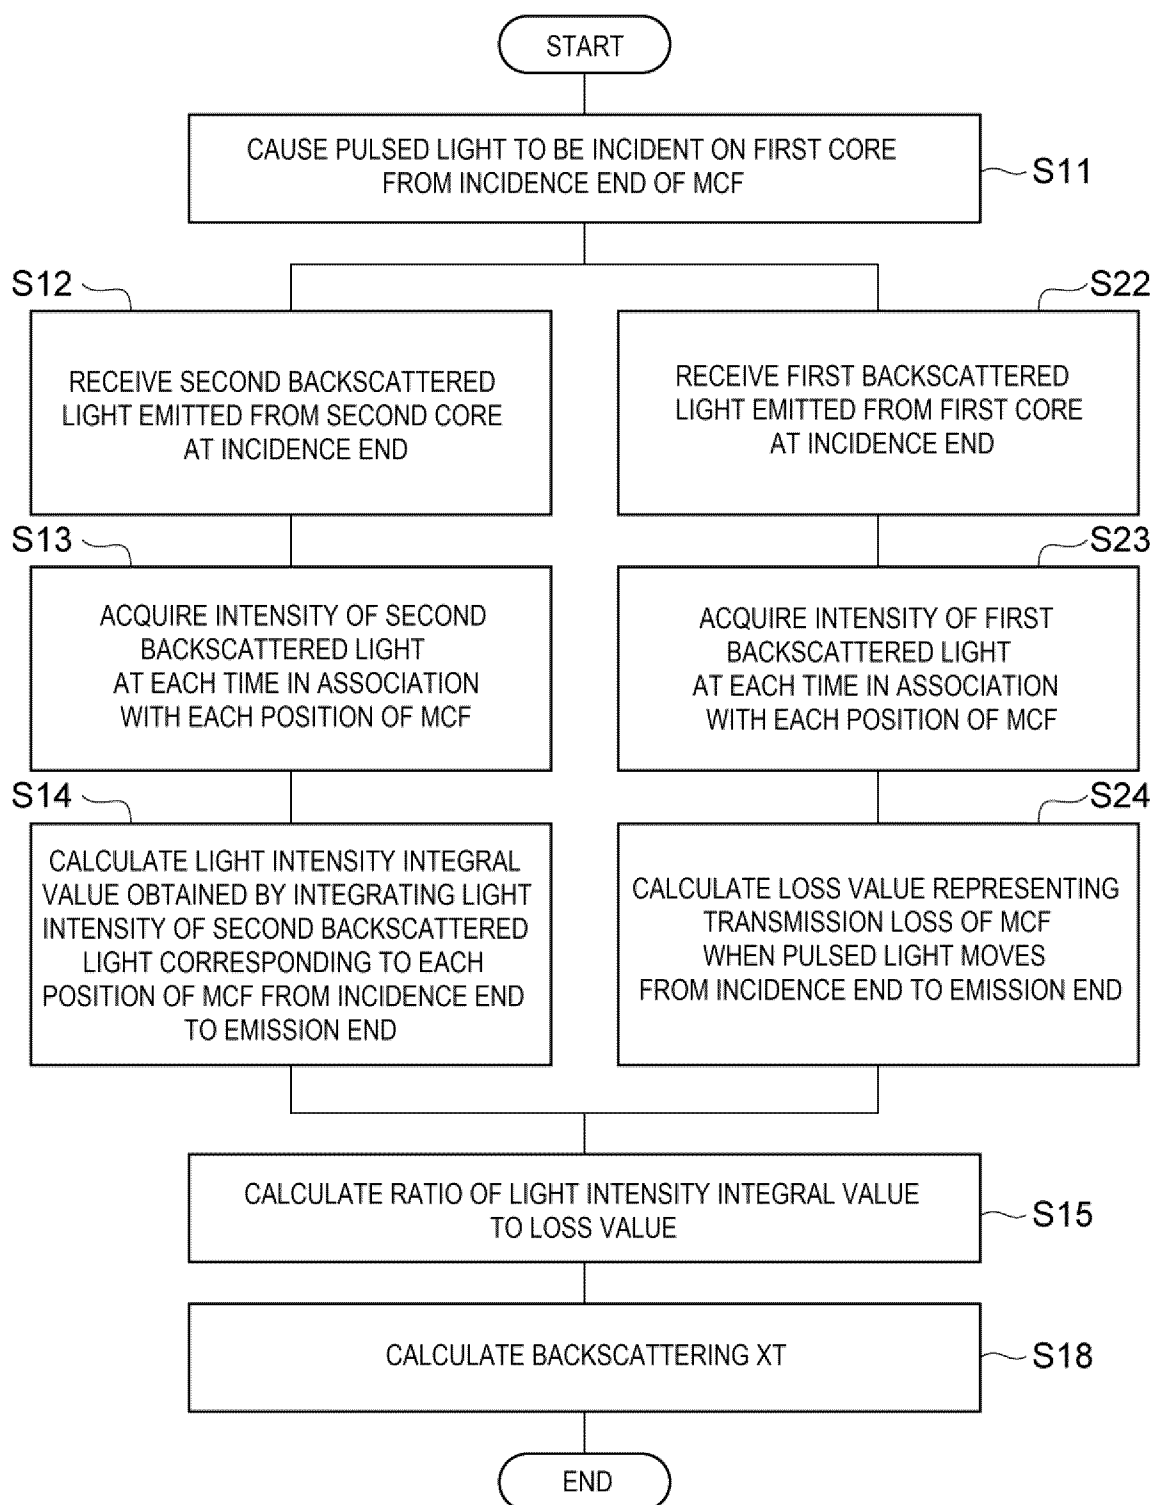 START
CAUSE PULSED LIGHT TO BE INCIDENT ON FIRST CORE
FROM INCIDENCE END OF MCF
S11
S12
RECEIVE SECOND BACKSCATTERED
LIGHT EMITTED FROM SECOND CORE
AT INCIDENCE END
S22
RECEIVE FIRST BACKSCATTERED
LIGHT EMITTED FROM FIRST CORE
AT INCIDENCE END
S13
ACQUIRE INTENSITY OF SECOND
BACKSCATTERED LIGHT
AT EACH TIME IN ASSOCIATION
WITH EACH POSITION OF MCF
S23
ACQUIRE INTENSITY OF FIRST
BACKSCATTERED LIGHT
AT EACH TIME IN ASSOCIATION
WITH EACH POSITION OF MCF
S14
CALCULATE LIGHT INTENSITY INTEGRAL
VALUE OBTAINED BY INTEGRATING LIGHT
INTENSITY OF SECOND BACKSCATTERED
LIGHT CORRESPONDING TO EACH
POSITION OF MCF FROM INCIDENCE END
TO EMISSION END
S24
CALCULATE LOSS VALUE REPRESENTING
TRANSMISSION LOSS OF MCF
WHEN PULSED LIGHT MOVES
FROM INCIDENCE END TO EMISSION END
CALCULATE RATIO OF LIGHT INTENSITY INTEGRAL VALUE
TO LOSS VALUE
S15
CALCULATE BACKSCATTERING XT
S18
END